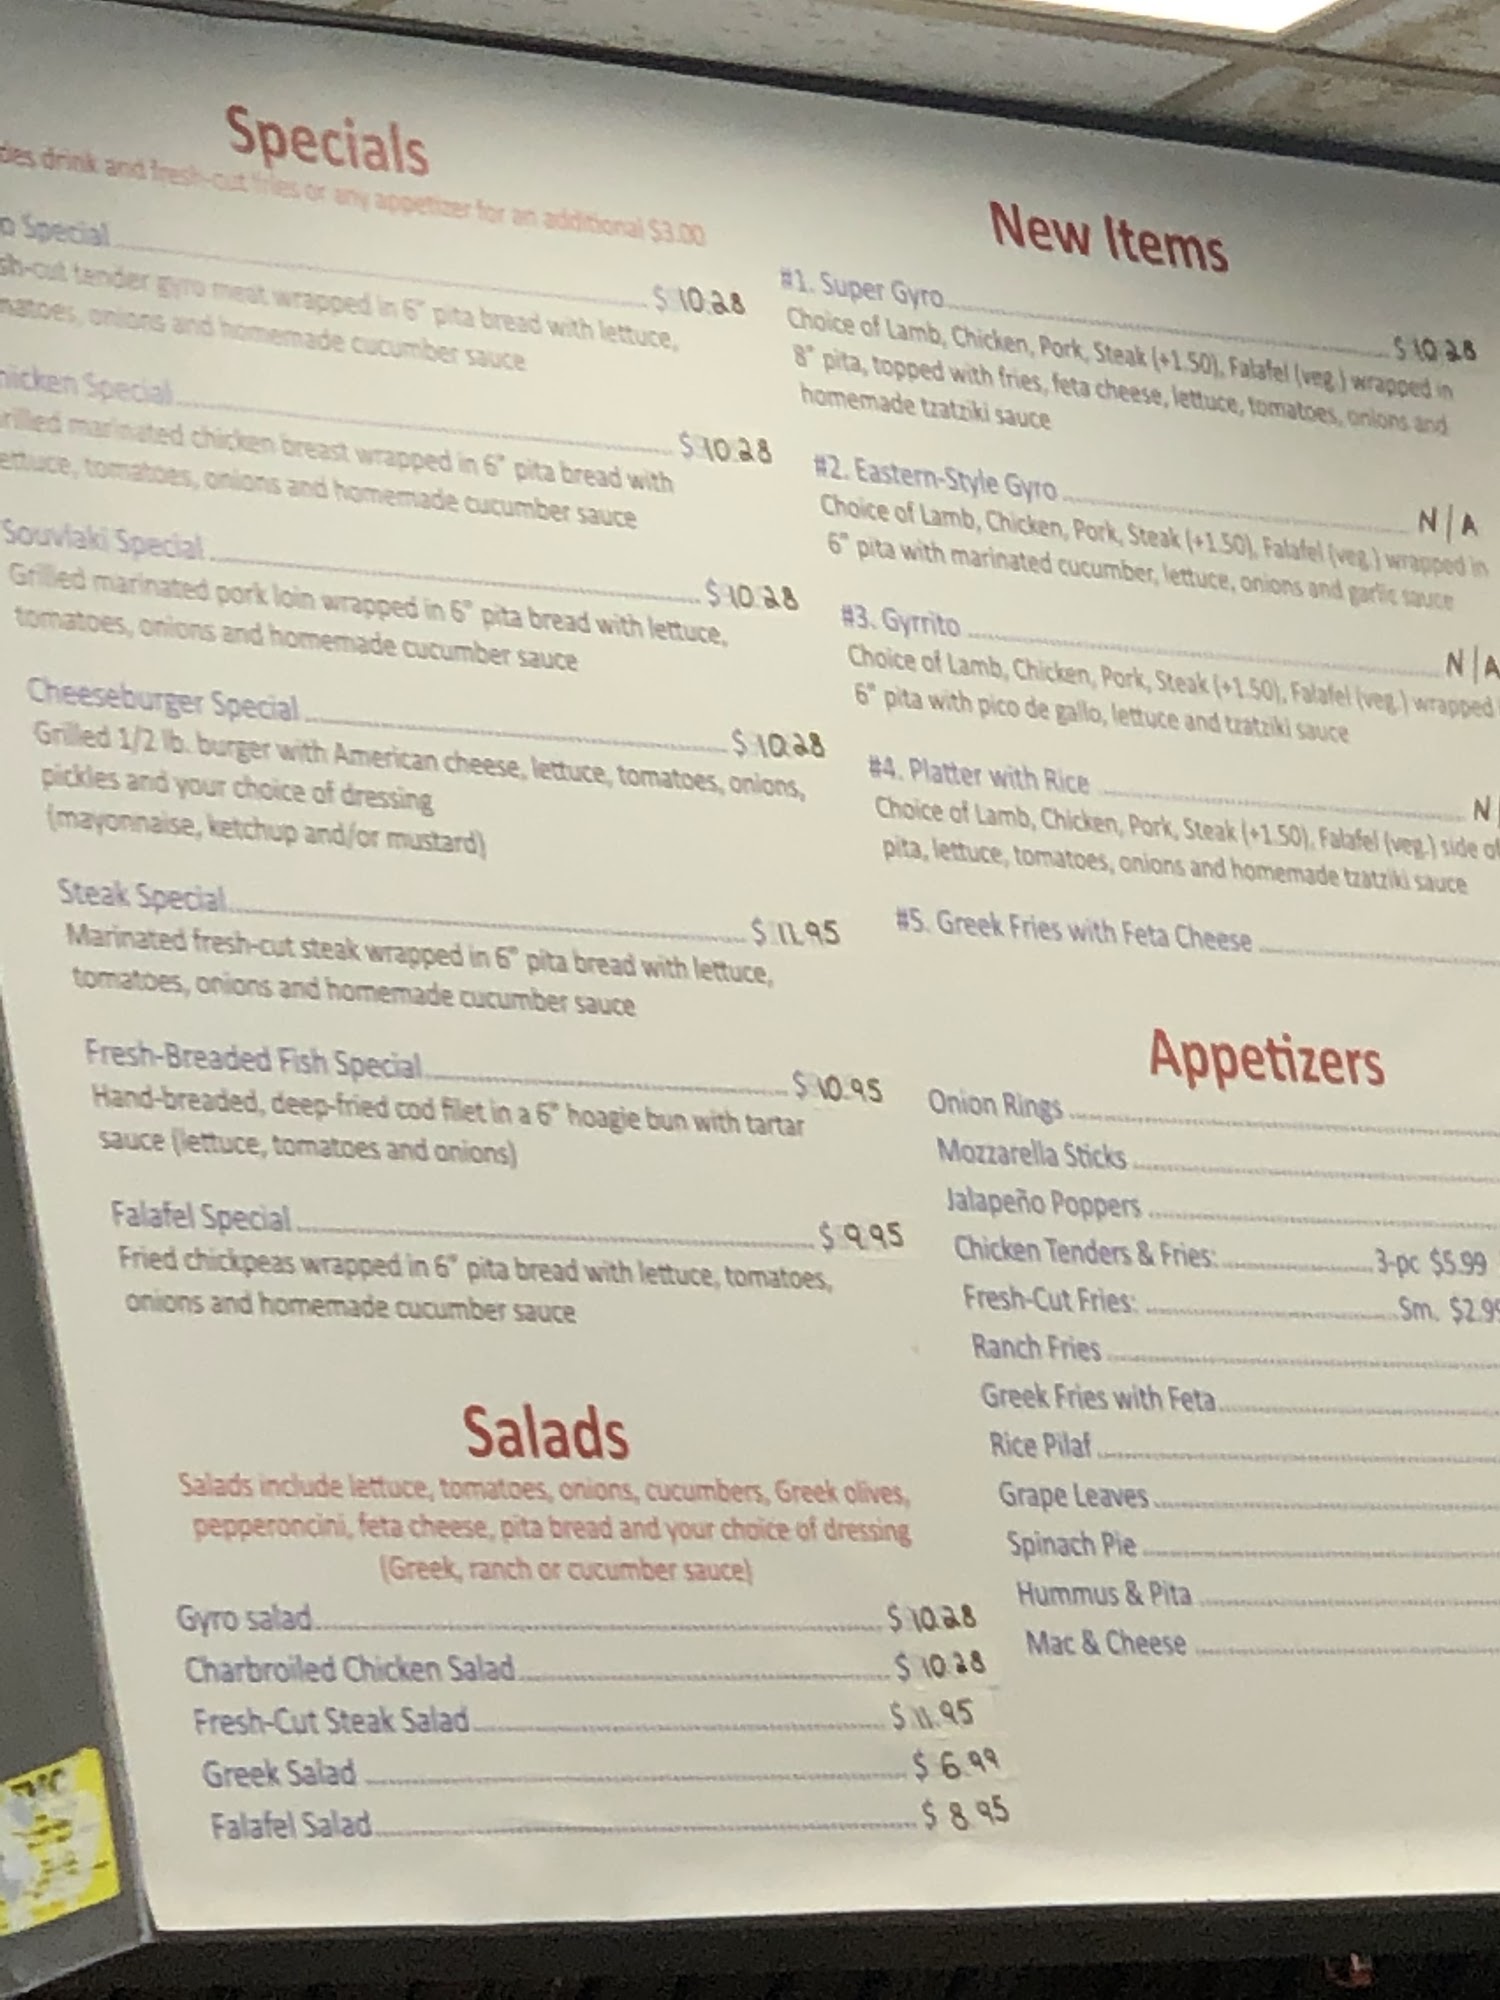 Specials
drink and fresh-cut fries or any appetizer for an additional $3.00
Special $10.28
tender gyro meat wrapped in 6" pita bread with lettuce,
onions and homemade cucumber sauce
Special $10.28
marinated chicken breast wrapped in 6" pita bread with
tomatoes, onions and homemade cucumber sauce
Souvlaki Special $10.28
Grilled marinated pork loin wrapped in 6" pita bread with lettuce,
tomatoes, onions and homemade cucumber sauce
Cheeseburger Special $10.28
Grilled 1/2 lb. burger with American cheese, lettuce, tomatoes, onions,
pickles and your choice of dressing
(mayonnaise, ketchup and/or mustard)
Steak Special $11.95
Marinated fresh-cut steak wrapped in 6" pita bread with lettuce,
tomatoes, onions and homemade cucumber sauce
Fresh-Breaded Fish Special $10.95
Hand-breaded, deep-fried cod filet in a 6" hoagie bun with tartar
sauce (lettuce, tomatoes and onions)
Falafel Special $9.95
Fried chickpeas wrapped in 6" pita bread with lettuce, tomatoes,
onions and homemade cucumber sauce
Salads
Salads include lettuce, tomatoes, onions, cucumbers, Greek olives,
pepperoncini, feta cheese, pita bread and your choice of dressing
(Greek, ranch or cucumber sauce)
Gyro salad $10.28
Charbroiled Chicken Salad $10.28
Fresh-Cut Steak Salad $11.95
Greek Salad $6.99
Falafel Salad $8.95
New Items
#1. Super Gyro $10.28
Choice of Lamb, Chicken, Pork, Steak (+1.50), Falafel (veg.) wrapped in
8" pita, topped with fries, feta cheese, lettuce, tomatoes, onions and
homemade tzatziki sauce
#2. Eastern-Style Gyro N/A
Choice of Lamb, Chicken, Pork, Steak (+1.50), Falafel (veg.) wrapped in
6" pita with marinated cucumber, lettuce, onions and garlic sauce
#3. Gyrrito N/A
Choice of Lamb, Chicken, Pork, Steak (+1.50), Falafel (veg.) wrapped
6" pita with pico de gallo, lettuce and tzatziki sauce
#4. Platter with Rice N
Choice of Lamb, Chicken, Pork, Steak (+1.50), Falafel (veg.) side of
pita, lettuce, tomatoes, onions and homemade tzatziki sauce
#5. Greek Fries with Feta Cheese
Appetizers
Onion Rings
Mozzarella Sticks
Jalapeño Poppers
Chicken Tenders & Fries: 3-pc $5.99
Fresh-Cut Fries: Sm. $2.99
Ranch Fries
Greek Fries with Feta
Rice Pilaf
Grape Leaves
Spinach Pie
Hummus & Pita
Mac & Cheese